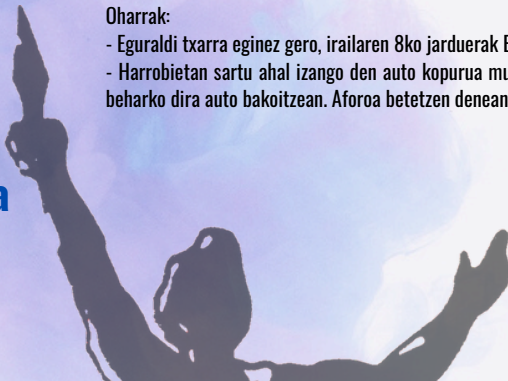 Oharrak:
- Eguraldi txarra eginez gero, irailaren 8ko jarduerak
- Harrobietan sartu ahal izango den auto kopurua
beharko dira auto bakoitzean. Aforoa betetzen denean
a